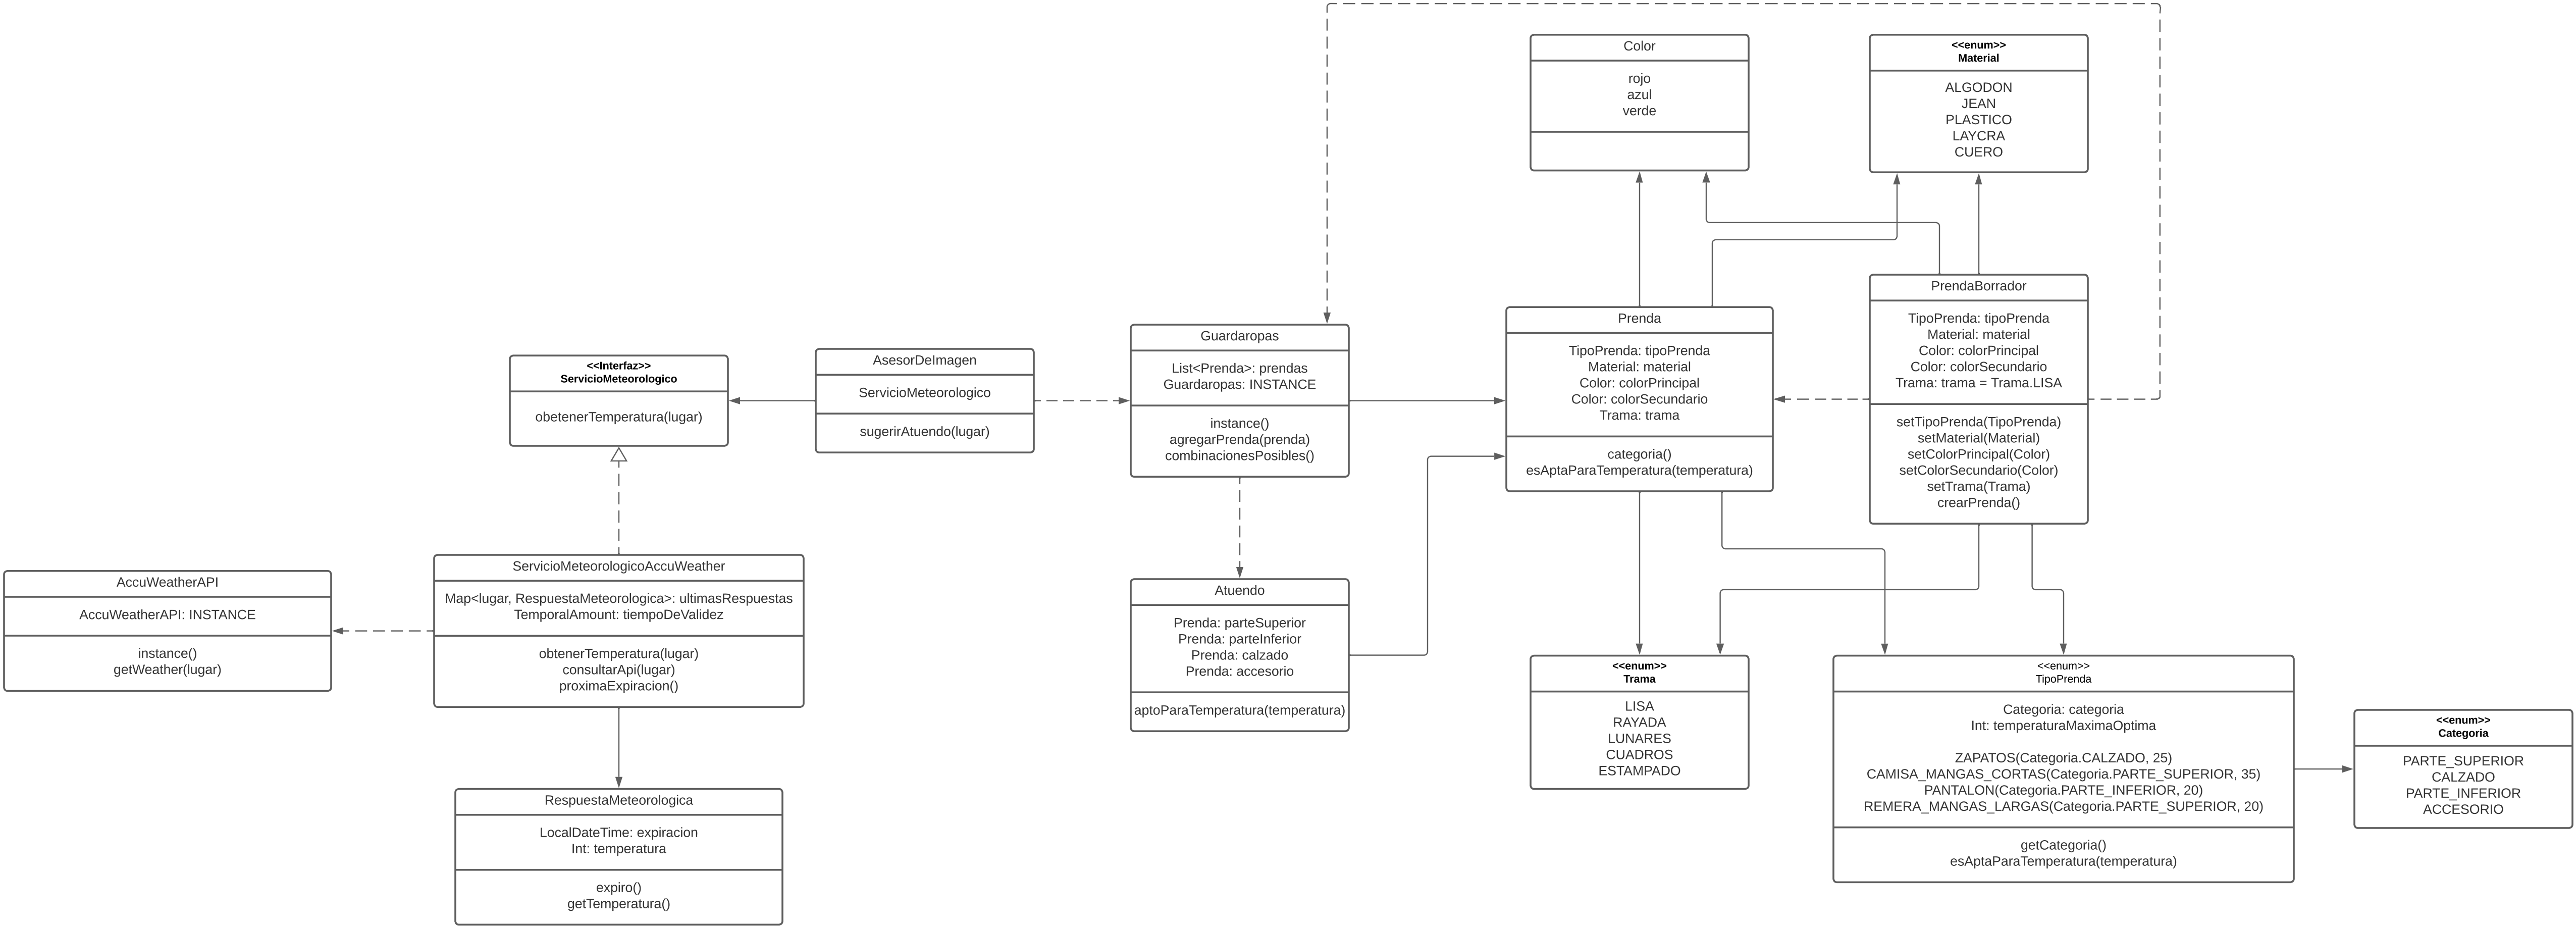 Color
rojo
azul
verde
<<enum>>
Material
ALGODON
JEAN
PLASTICO
LAYCRA
CUERO
PrendaBorrador
TipoPrenda: tipoPrenda
Material: material
Color: colorPrincipal
Color: colorSecundario
Trama: trama = Trama.LISA
setTipoPrenda(TipoPrenda)
setMaterial(Material)
setColorPrincipal(Color)
setColorSecundario(Color)
setTrama(Trama)
crearPrenda()
Prenda
TipoPrenda: tipoPrenda
Material: material
Color: colorPrincipal
Color: colorSecundario
Trama: trama
categoria()
esAptaParaTemperatura(temperatura)
Guardaropas
List<Prenda>: prendas
Guardaropas: INSTANCE
instance()
agregarPrenda(prenda)
combinacionesPosibles()
AsesorDeImagen
ServicioMeteorologico
sugerirAtuendo(lugar)
<<Interfaz>>
ServicioMeteorologico
obetenerTemperatura(lugar)
AccuWeatherAPI
AccuWeatherAPI: INSTANCE
instance()
getWeather(lugar)
ServicioMeteorologicoAccuWeather
Map<lugar, RespuestaMeteorologica>: ultimasRespuestas
TemporalAmount: tiempoDeValidez
obtenerTemperatura(lugar)
consultarApi(lugar)
proximaExpiracion()
Atuendo
Prenda: parteSuperior
Prenda: parteInferior
Prenda: calzado
Prenda: accesorio
aptoParaTemperatura(temperatura)
<<enum>>
Trama
LISA
RAYADA
LUNARES
CUADROS
ESTAMPADO
<<enum>>
TipoPrenda
Categoria: categoria
Int: temperaturaMaximaOptima
ZAPATOS(Categoria.CALZADO, 25)
CAMISA_MANGAS_CORTAS(Categoria.PARTE_SUPERIOR, 35)
PANTALON(Categoria.PARTE_INFERIOR, 20)
REMERA_MANGAS_LARGAS(Categoria.PARTE_SUPERIOR, 20)
getCategoria()
esAptaParaTemperatura(temperatura)
<<enum>>
Categoria
PARTE_SUPERIOR
CALZADO
PARTE_INFERIOR
ACCESORIO
RespuestaMeteorologica
LocalDateTime: expiracion
Int: temperatura
expiro()
getTemperatura()